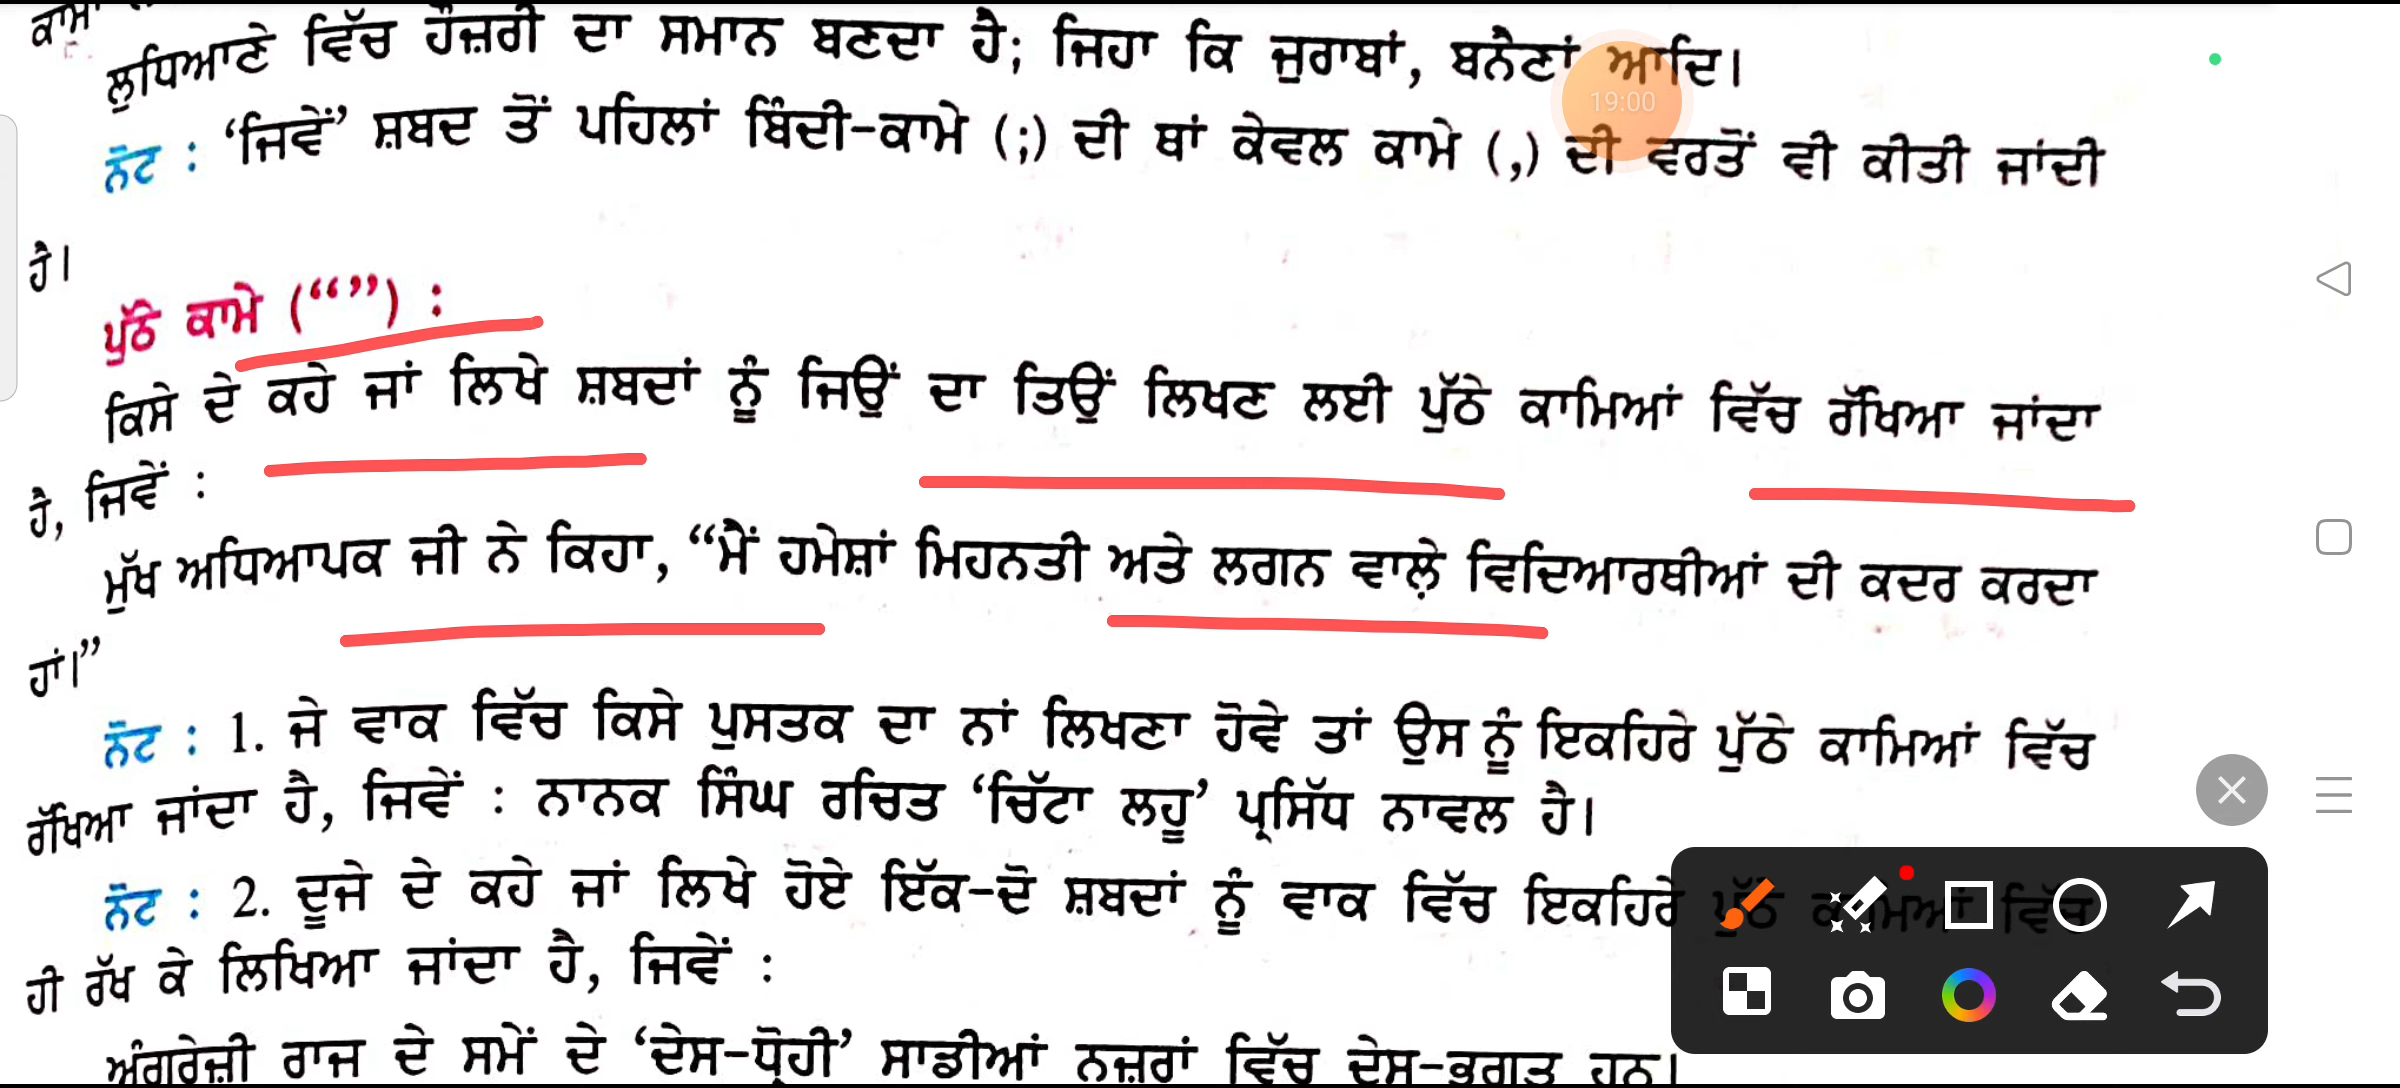 ਕਾਮਾ
ਲੁਧਿਆਣੇ ਵਿੱਚ ਹੌਜ਼ਰੀ ਦਾ ਸਮਾਨ ਬਣਦਾ ਹੈ; ਜਿਹਾ ਕਿ ਜੁਰਾਬਾਂ, ਬਨੈਣਾਂ ਆਦਿ।
19:00
ਨੋਟ : ‘ਜਿਵੇਂ’ ਸ਼ਬਦ ਤੋਂ ਪਹਿਲਾਂ ਬਿੰਦੀ-ਕਾਮੇ (;) ਦੀ ਥਾਂ ਕੇਵਲ ਕਾਮੇ (,) ਦੀ ਵਰਤੋਂ ਵੀ ਕੀਤੀ ਜਾਂਦੀ
ਹੈ।
ਪੁੱਠੇ ਕਾਮੇ (“”) :
ਕਿਸੇ ਦੇ ਕਹੇ ਜਾਂ ਲਿਖੇ ਸ਼ਬਦਾਂ ਨੂੰ ਜਿਉਂ ਦਾ ਤਿਉਂ ਲਿਖਣ ਲਈ ਪੁੱਠੇ ਕਾਮਿਆਂ ਵਿੱਚ ਰੱਖਿਆ ਜਾਂਦਾ
ਹੈ, ਜਿਵੇਂ :
ਮੁੱਖ ਅਧਿਆਪਕ ਜੀ ਨੇ ਕਿਹਾ, “ਮੈਂ ਹਮੇਸ਼ਾਂ ਮਿਹਨਤੀ ਅਤੇ ਲਗਨ ਵਾਲ਼ੇ ਵਿਦਿਆਰਥੀਆਂ ਦੀ ਕਦਰ ਕਰਦਾ
ਹਾਂ।”
ਨੋਟ : 1. ਜੇ ਵਾਕ ਵਿੱਚ ਕਿਸੇ ਪੁਸਤਕ ਦਾ ਨਾਂ ਲਿਖਣਾ ਹੋਵੇ ਤਾਂ ਉਸ ਨੂੰ ਇਕਹਿਰੇ ਪੁੱਠੇ ਕਾਮਿਆਂ ਵਿੱਚ
ਰੱਖਿਆ ਜਾਂਦਾ ਹੈ, ਜਿਵੇਂ : ਨਾਨਕ ਸਿੰਘ ਰਚਿਤ ‘ਚਿੱਟਾ ਲਹੂ’ ਪ੍ਰਸਿੱਧ ਨਾਵਲ ਹੈ।
ਨੋਟ : 2. ਦੂਜੇ ਦੇ ਕਹੇ ਜਾਂ ਲਿਖੇ ਹੋਏ ਇੱਕ-ਦੋ ਸ਼ਬਦਾਂ ਨੂੰ ਵਾਕ ਵਿੱਚ ਇਕਹਿਰੇ ਪੁੱਠੇ ਕਾਮਿਆਂ ਵਿੱਚ
ਹੀ ਰੱਖ ਕੇ ਲਿਖਿਆ ਜਾਂਦਾ ਹੈ, ਜਿਵੇਂ :
ਅੰਗਰੇਜ਼ੀ ਰਾਜ ਦੇ ਸਮੇਂ ਦੇ ‘ਦੇਸ-ਧ੍ਰੋਹੀ’ ਸਾਡੀਆਂ ਨਜ਼ਰਾਂ ਵਿੱਚ ਦੇਸ-ਭਗਤ ਹਨ।